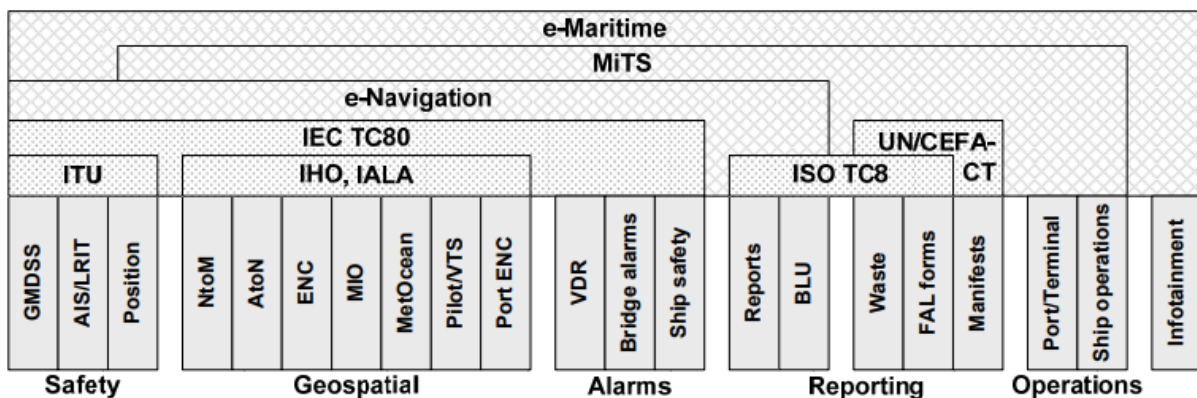 e-Maritime
MiTS
e-Navigation
IEC TC80
UN/CEFA-
CT
ITU
IHO, IALA
ISO TC8
GMDSS
AIS/LRIT
Position
NtoM
AtoN
ENC
MIO
MetOcean
Pilot/VTS
Port ENC
VDR
Bridge alarms
Ship safety
Reports
BLU
Waste
FAL forms
Manifests
Port/Terminal
Ship operations
Infotainment
Safety
Geospatial
Alarms
Reporting
Operations